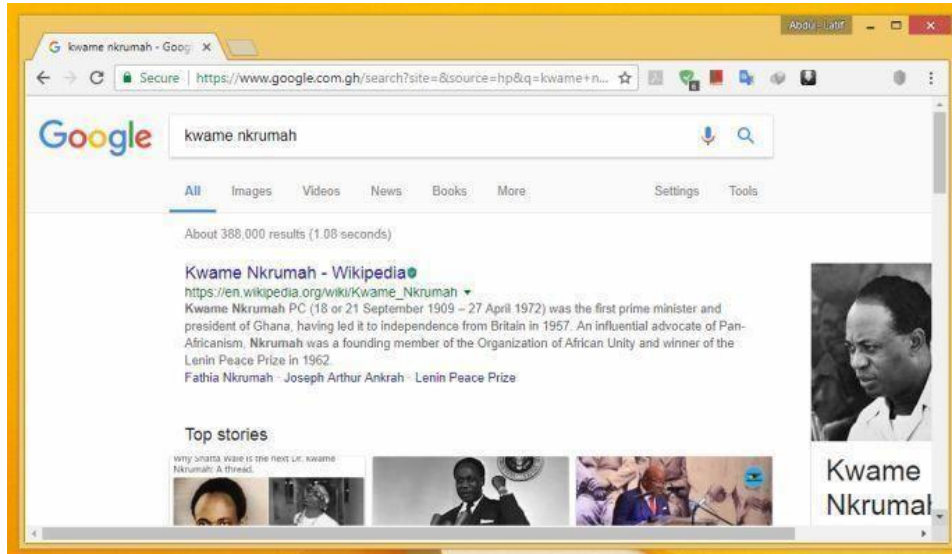 Abdul-Latif
G kwame nkrumah - Goog
Secure | https://www.google.com.gh/search?site=&source=hp&q=kwame+n...
6
Google
kwame nkrumah
All Images Videos News Books More Settings Tools
About 388,000 results (1.08 seconds)
Kwame Nkrumah - Wikipedia
https://en.wikipedia.org/wiki/Kwame_Nkrumah
Kwame Nkrumah PC (18 or 21 September 1909 – 27 April 1972) was the first prime minister and
president of Ghana, having led it to independence from Britain in 1957. An influential advocate of Pan-
Africanism, Nkrumah was a founding member of the Organization of African Unity and winner of the
Lenin Peace Prize in 1962.
Fathia Nkrumah · Joseph Arthur Ankrah · Lenin Peace Prize
Top stories
Why Shatta Wale is the next Dr. Kwame
Nkrumah: A thread.
Kwame
Nkrumah